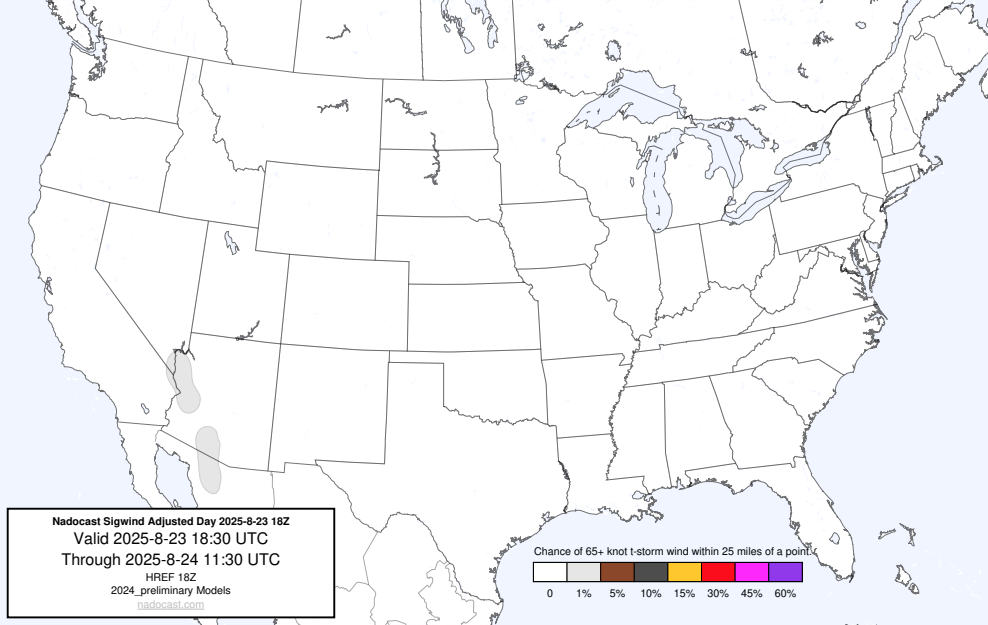 Nadocast Sigwind Adjusted Day 2025-8-23 18Z
Valid 2025-8-23 18:30 UTC
Through 2025-8-24 11:30 UTC
HREF 18Z
2024_preliminary Models
nadocast.com
Chance of 65+ knot t-storm wind within 25 miles of a point.
0 1% 5% 10% 15% 30% 45% 60%